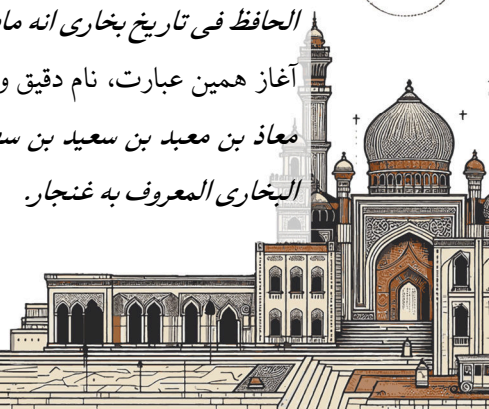 الحافظ فی تاریخ بخاری انه
آغاز همین عبارت، نام دقیق و
معاذ بن معبد بن سعید بن
البخاری المعروف به غنجار.